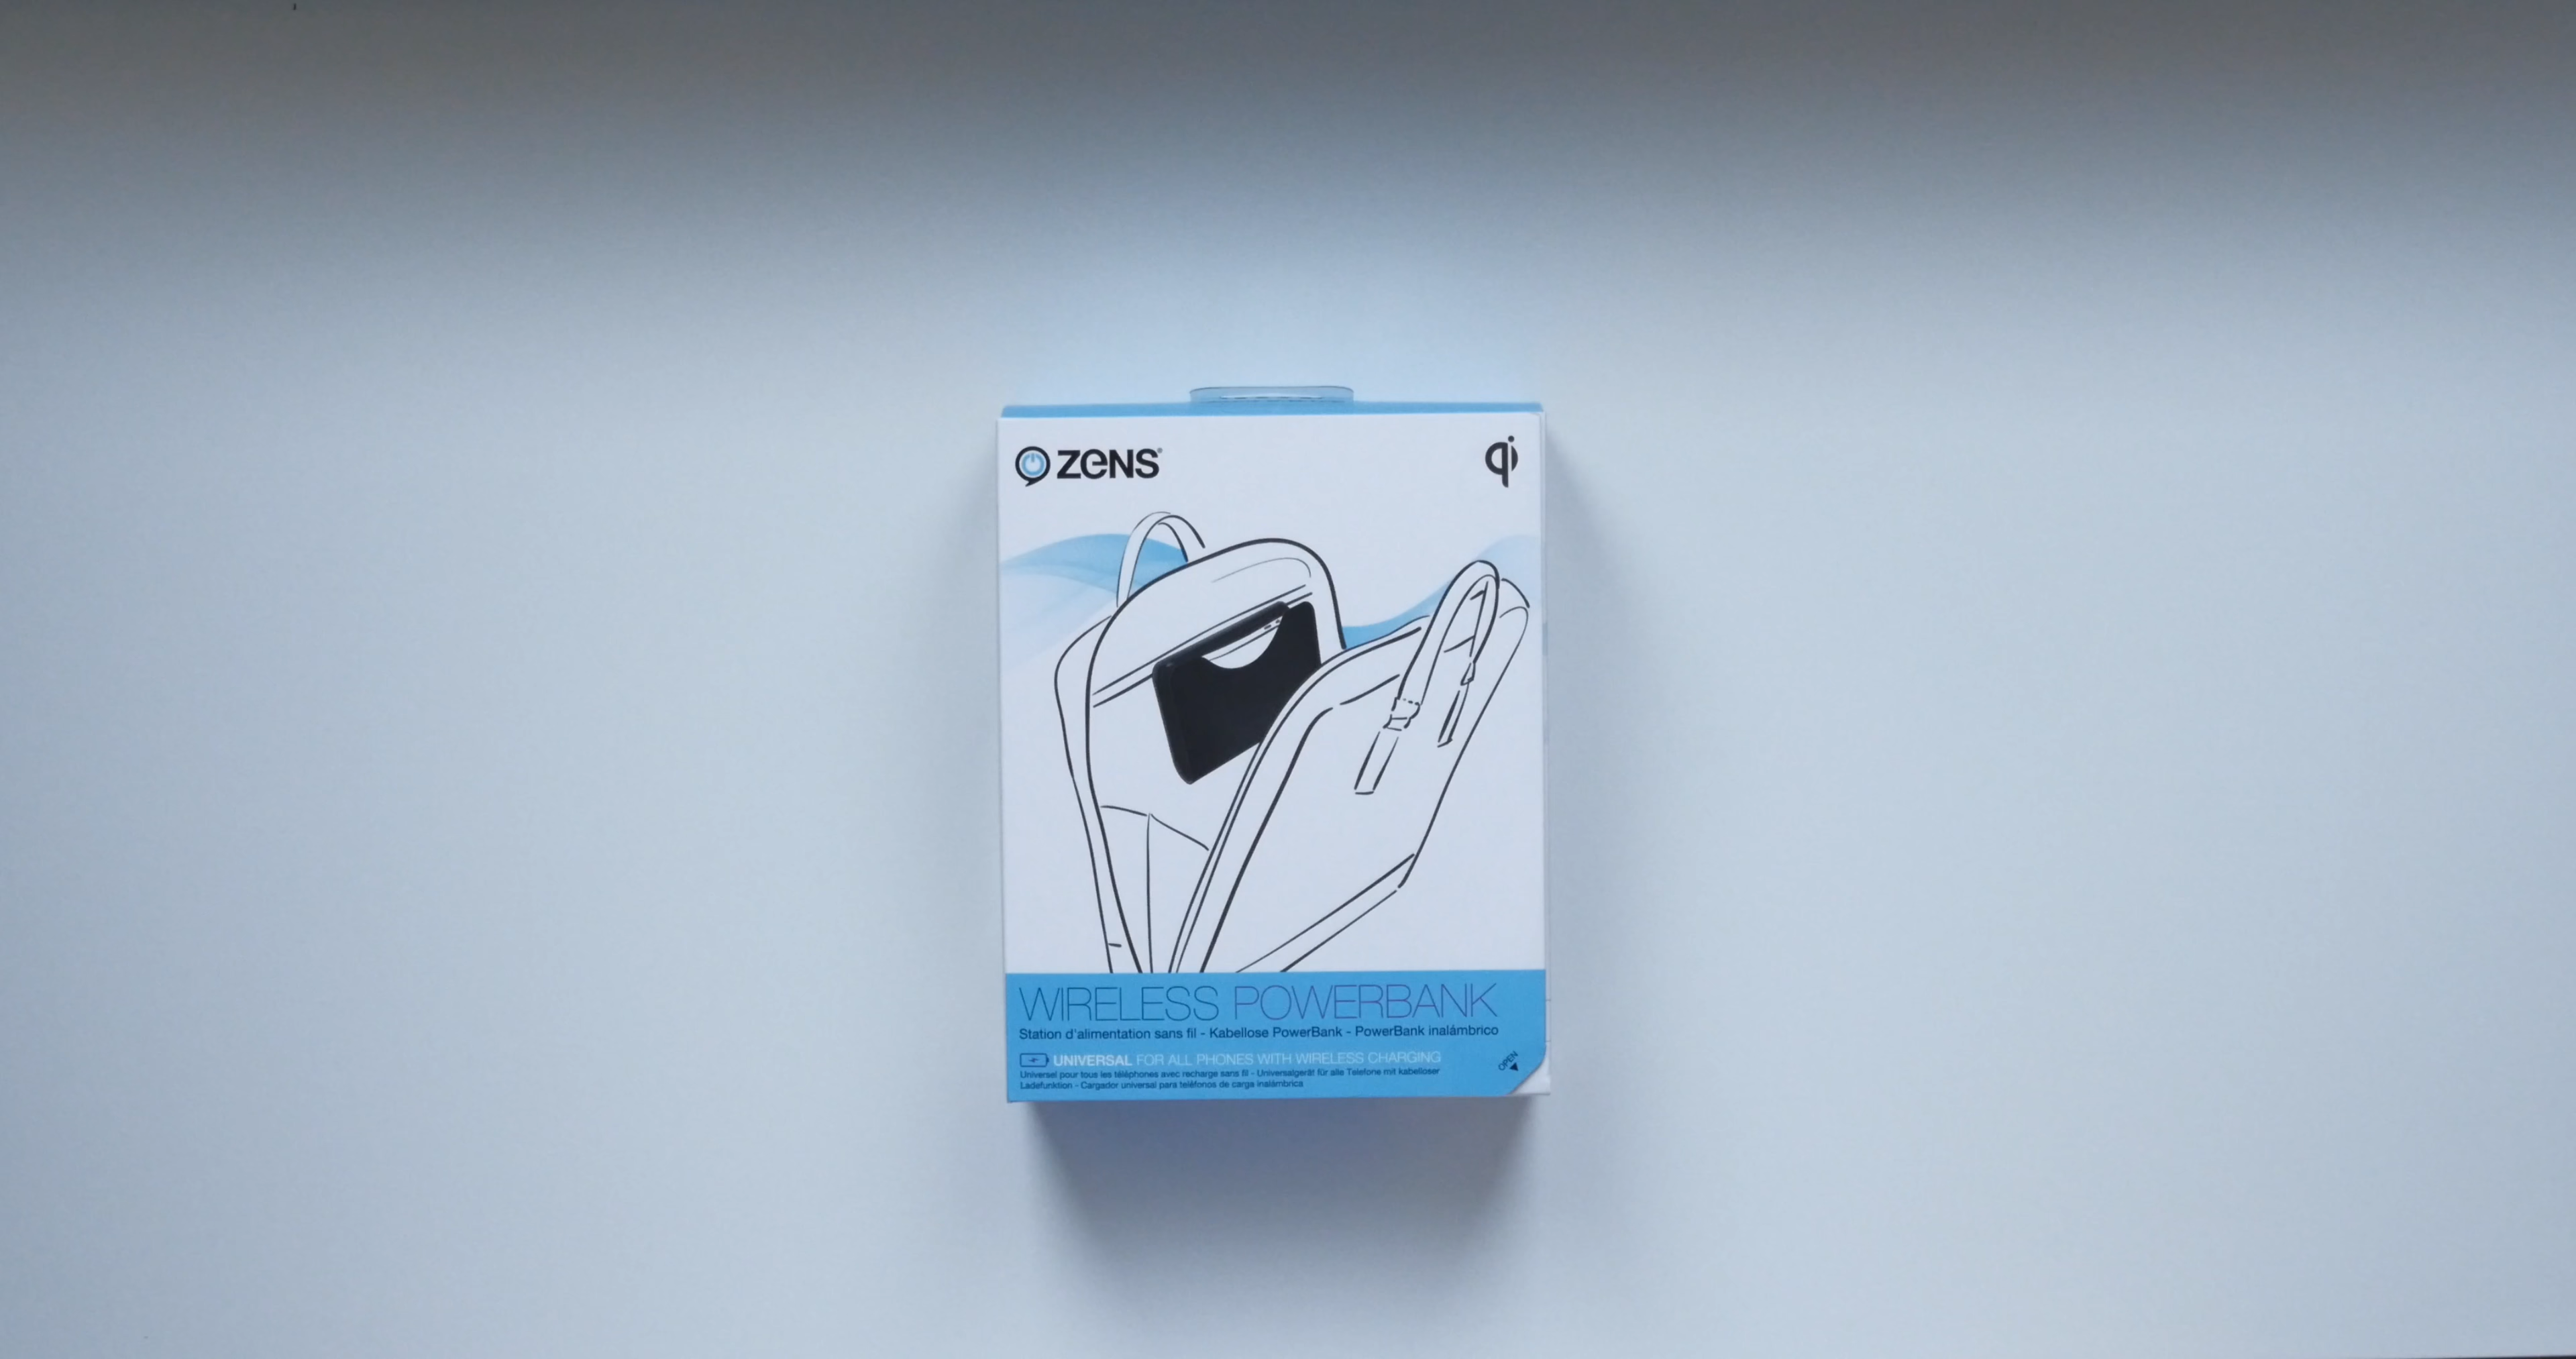 ZENS
qi
WIRELESS POWERBANK
Station d'alimentation sans fil - Kabellose PowerBank - PowerBank inalámbrico
UNIVERSAL FOR ALL PHONES WITH WIRELESS CHARGING
Universel pour tous les téléphones avec recharge sans fil - Universalgerät für alle Telefone mit kabelloser
Ladefunktion - Cargador universal para teléfonos de carga inalámbrica
OPEN